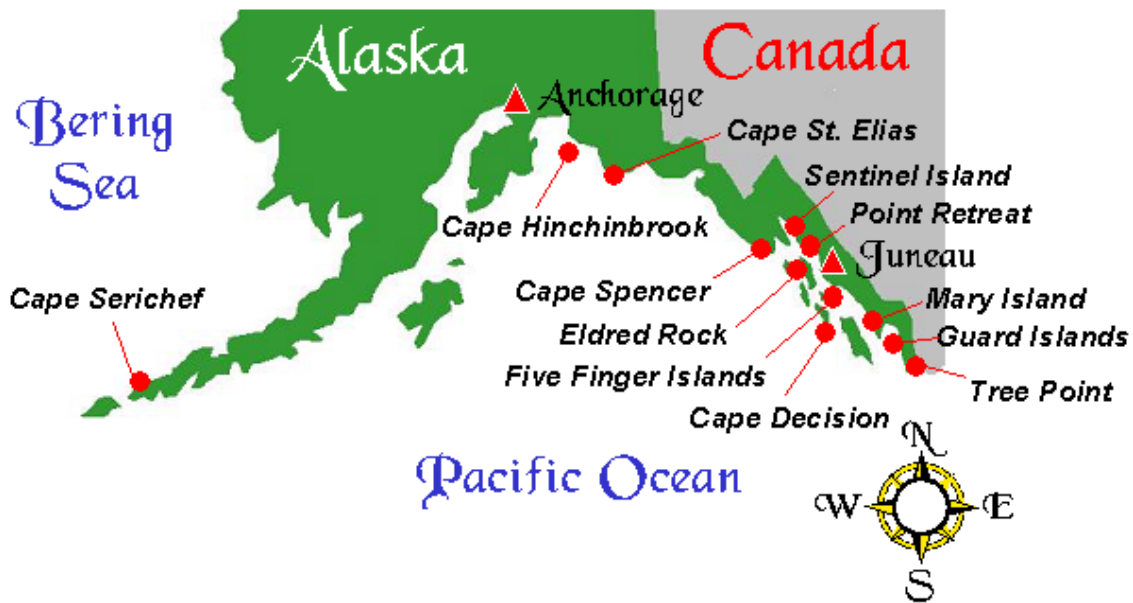 Alaska
Canada
Bering
Sea
Anchorage
Cape St. Elias
Sentinel Island
Cape Hinchinbrook
Point Retreat
Juneau
Cape Serichef
Cape Spencer
Mary Island
Eldred Rock
Guard Islands
Five Finger Islands
Tree Point
Cape Decision
Pacific Ocean
N
W
E
S